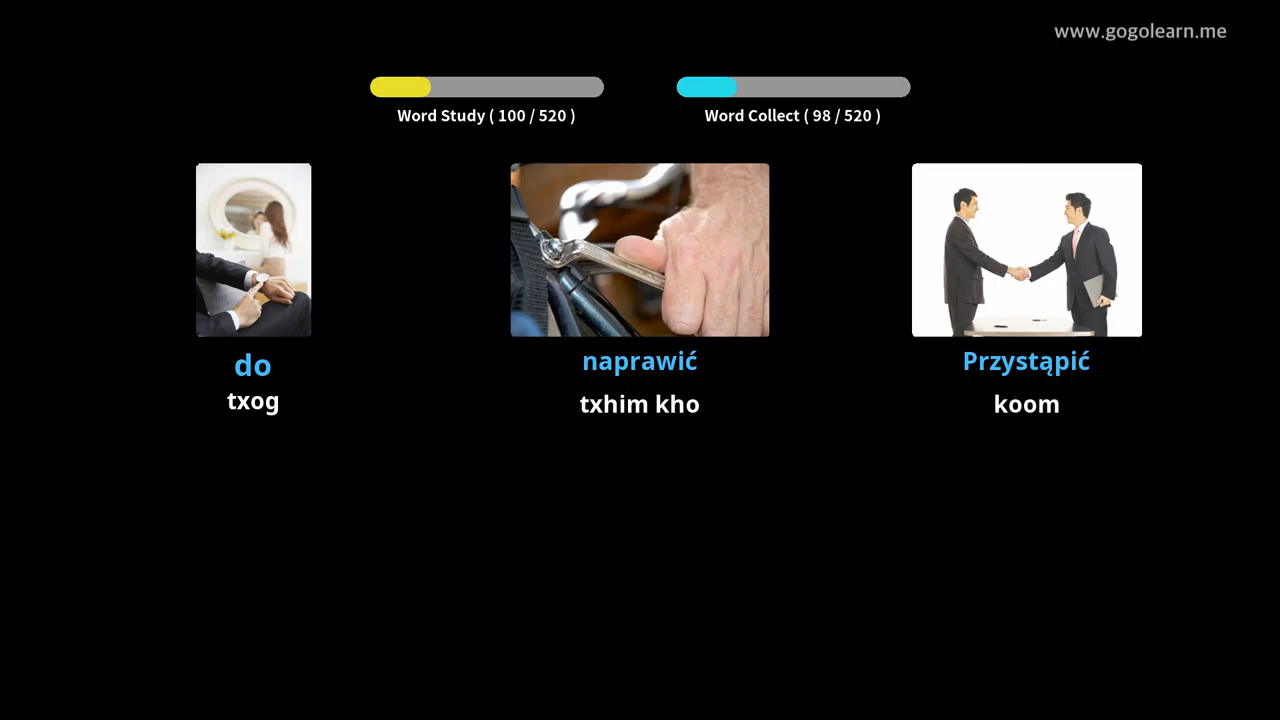 www.gogolearn.me
Word Study ( 100 / 520 )
Word Collect ( 98 / 520 )
do
txog
naprawić
txhim kho
Przystąpić
koom